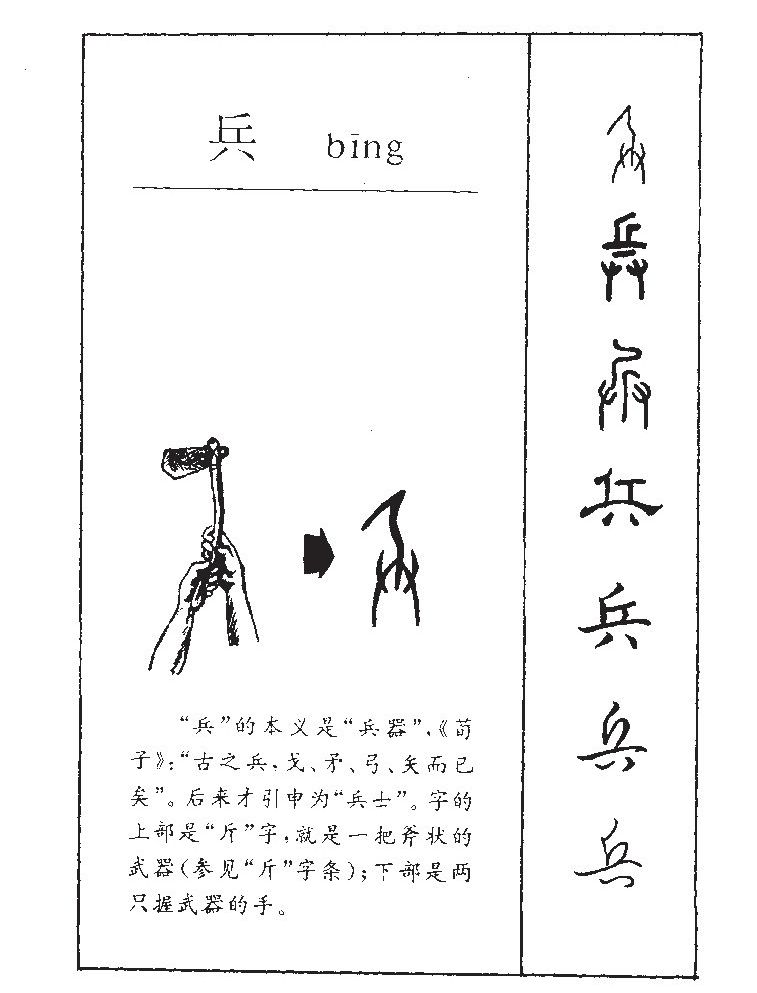 兵 bīng
“兵”的本义是“兵器”,《荀
子》:“古之兵,戈、矛、弓、矢而已
矣”。后来才引申为“兵士”。字的
上部是“斤”字,就是一把斧状的
武器(参见“斤”字条);下部是两
只握武器的手。
兵
兵
兵
兵
兵
兵
兵